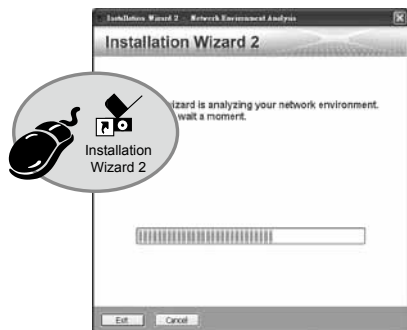 Installation Wizard 2 - Network Environment Analysis
Installation Wizard 2
wizard is analyzing your network environment.
wait a moment.
Installation
Wizard 2
Exit
Cancel